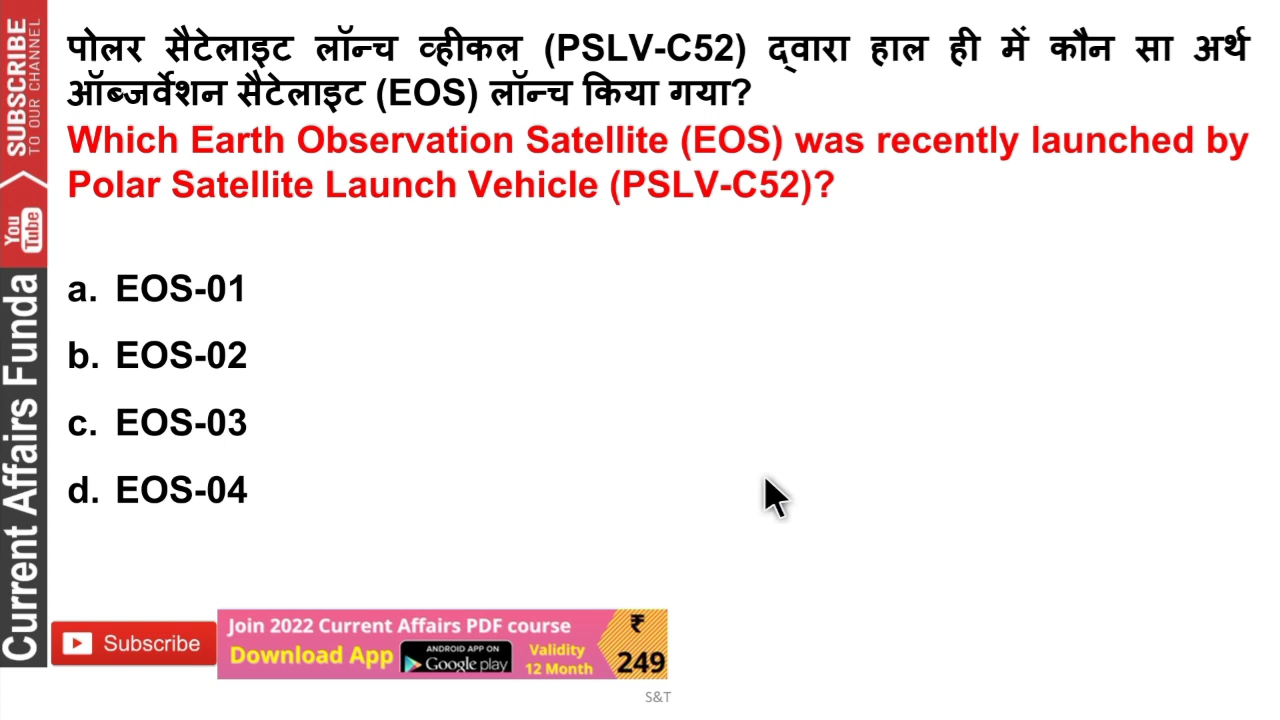 पोलर सैटेलाइट लॉन्च व्हीकल (PSLV-C52) द्वारा हाल ही में कौन सा अर्थ
ऑब्जर्वेशन सैटेलाइट (EOS) लॉन्च किया गया?
Which Earth Observation Satellite (EOS) was recently launched by
Polar Satellite Launch Vehicle (PSLV-C52)?
a. EOS-01
b. EOS-02
c. EOS-03
d. EOS-04
SUBSCRIBE
TO OUR CHANNEL
You
Tube
Current Affairs Funda
Subscribe
Join 2022 Current Affairs PDF course
Download App
ANDROID APP ON
Google play
Validity
12 Month
₹
249
S&T